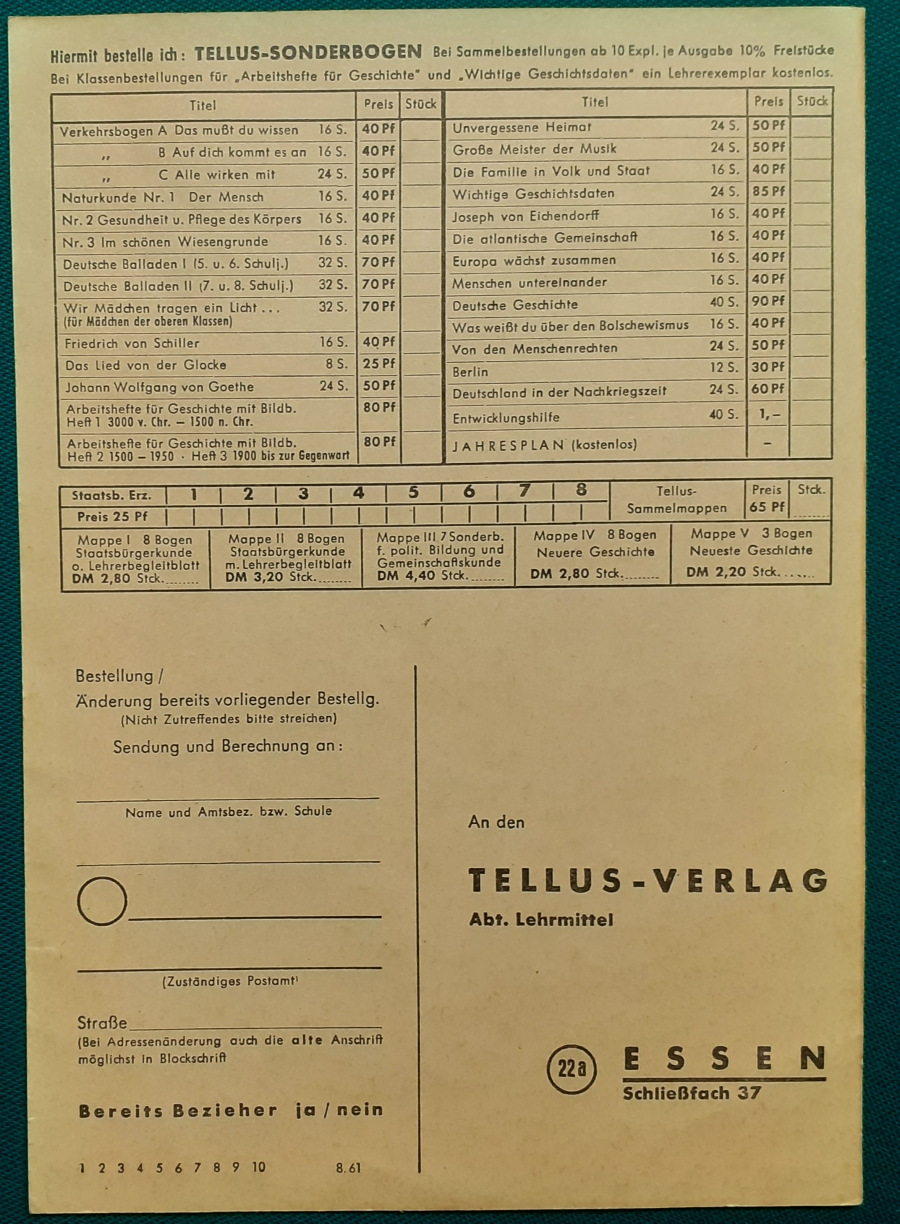 Hiermit bestelle ich: TELLUS-SONDERBOGEN Bei Sammelbestellungen ab 10 Expl. je Ausgabe 10% Freistücke
Bei Klassenbestellungen für „Arbeitshefte für Geschichte" und „Wichtige Geschichtsdaten" ein Lehrerexemplar kostenlos.
Titel Preis Stück
Verkehrsbogen A Das mußt du wissen 16 S. 40 Pf
„ B Auf dich kommt es an 16 S. 40 Pf
„ C Alle wirken mit 24 S. 50 Pf
Naturkunde Nr. 1 Der Mensch 16 S. 40 Pf
Nr. 2 Gesundheit u. Pflege des Körpers 16 S. 40 Pf
Nr. 3 Im schönen Wiesengrunde 16 S. 40 Pf
Deutsche Balladen I (5. u. 6. Schulj.) 32 S. 70 Pf
Deutsche Balladen II (7. u. 8. Schulj.) 32 S. 70 Pf
Wir Mädchen tragen ein Licht ... 32 S. 70 Pf
(für Mädchen der oberen Klassen)
Friedrich von Schiller 16 S. 40 Pf
Das Lied von der Glocke 8 S. 25 Pf
Johann Wolfgang von Goethe 24 S. 50 Pf
Arbeitshefte für Geschichte mit Bildb. 80 Pf
Heft 1 3000 v. Chr. – 1500 n. Chr.
Arbeitshefte für Geschichte mit Bildb. 80 Pf
Heft 2 1500 – 1950 · Heft 3 1900 bis zur Gegenwart
Titel Preis Stück
Unvergessene Heimat 24 S. 50 Pf
Große Meister der Musik 24 S. 50 Pf
Die Familie in Volk und Staat 16 S. 40 Pf
Wichtige Geschichtsdaten 24 S. 85 Pf
Joseph von Eichendorff 16 S. 40 Pf
Die atlantische Gemeinschaft 16 S. 40 Pf
Europa wächst zusammen 16 S. 40 Pf
Menschen untereinander 16 S. 40 Pf
Deutsche Geschichte 40 S. 90 Pf
Was weißt du über den Bolschewismus 16 S. 40 Pf
Von den Menschenrechten 24 S. 50 Pf
Berlin 12 S. 30 Pf
Deutschland in der Nachkriegszeit 24 S. 60 Pf
Entwicklungshilfe 40 S. 1,–
JAHRESPLAN (kostenlos) –
Staatsb. Erz. 1 2 3 4 5 6 7 8
Preis 25 Pf
Tellus-
Sammelmappen
Preis
65 Pf
Stck.
Mappe I 8 Bogen
Staatsbürgerkunde
o. Lehrerbegleitblatt
DM 2,80 Stck.........
Mappe II 8 Bogen
Staatsbürgerkunde
m. Lehrerbegleitblatt
DM 3,20 Stck.........
Mappe III 7 Sonderb.
f. polit. Bildung und
Gemeinschaftskunde
DM 4,40 Stck.........
Mappe IV 8 Bogen
Neuere Geschichte
DM 2,80 Stck.........
Mappe V 3 Bogen
Neueste Geschichte
DM 2,20 Stck.......
Bestellung /
Änderung bereits vorliegender Bestellg.
(Nicht Zutreffendes bitte streichen)
Sendung und Berechnung an:
Name und Amtsbez. bzw. Schule
(Zuständiges Postamt)
Straße
(Bei Adressenänderung auch die alte Anschrift
möglichst in Blockschrift
Bereits Bezieher ja / nein
1 2 3 4 5 6 7 8 9 10 8.61
An den
TELLUS-VERLAG
Abt. Lehrmittel
22a ESSEN
Schließfach 37